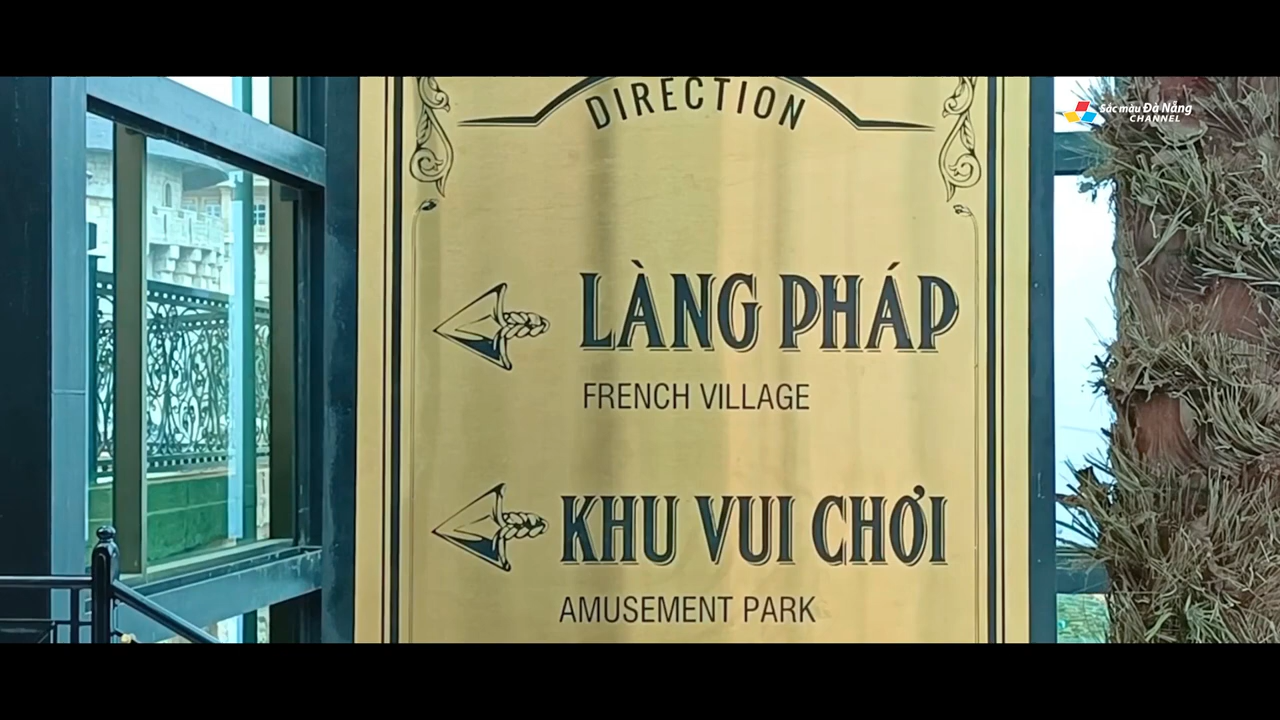 DIRECTION
Sắc màu Đà Nẵng
CHANNEL
LÀNG PHÁP
FRENCH VILLAGE
KHU VUI CHƠI
AMUSEMENT PARK